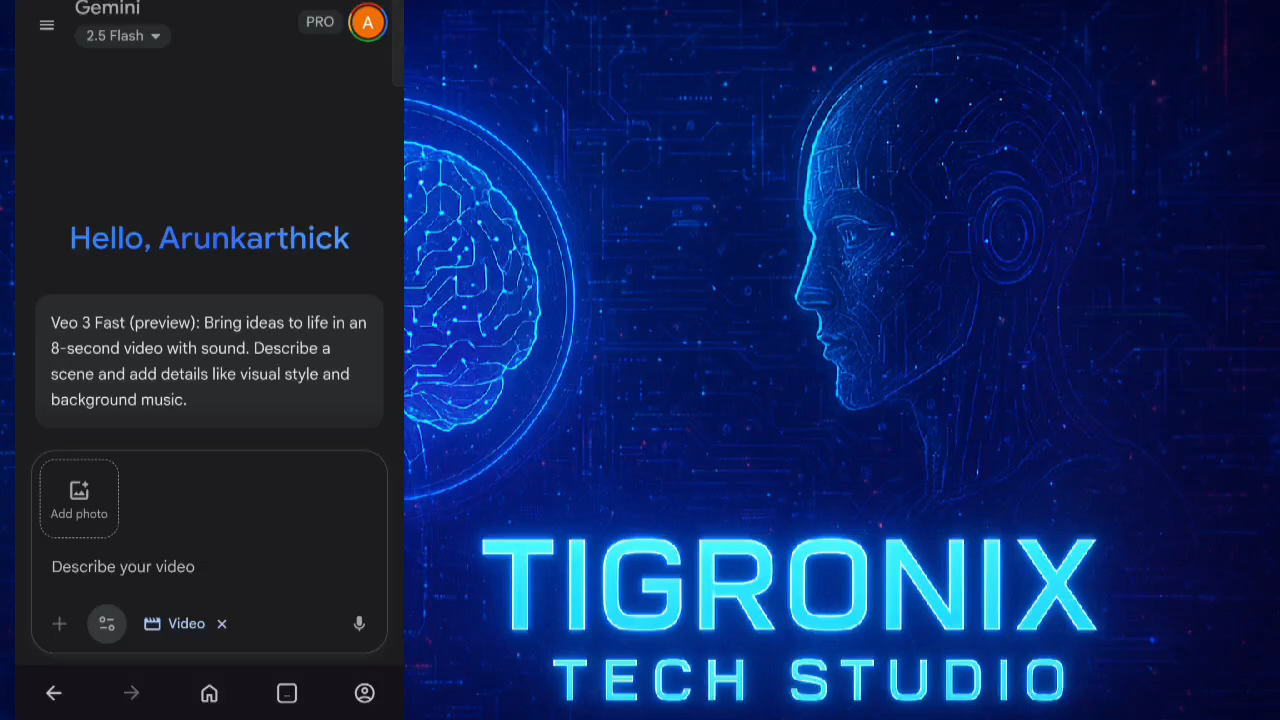 Gemini
2.5 Flash
PRO
A
Hello, Arunkarthick
Veo 3 Fast (preview): Bring ideas to life in an
8-second video with sound. Describe a
scene and add details like visual style and
background music.
Add photo
Describe your video
Video
TIGRONIX
TECH STUDIO